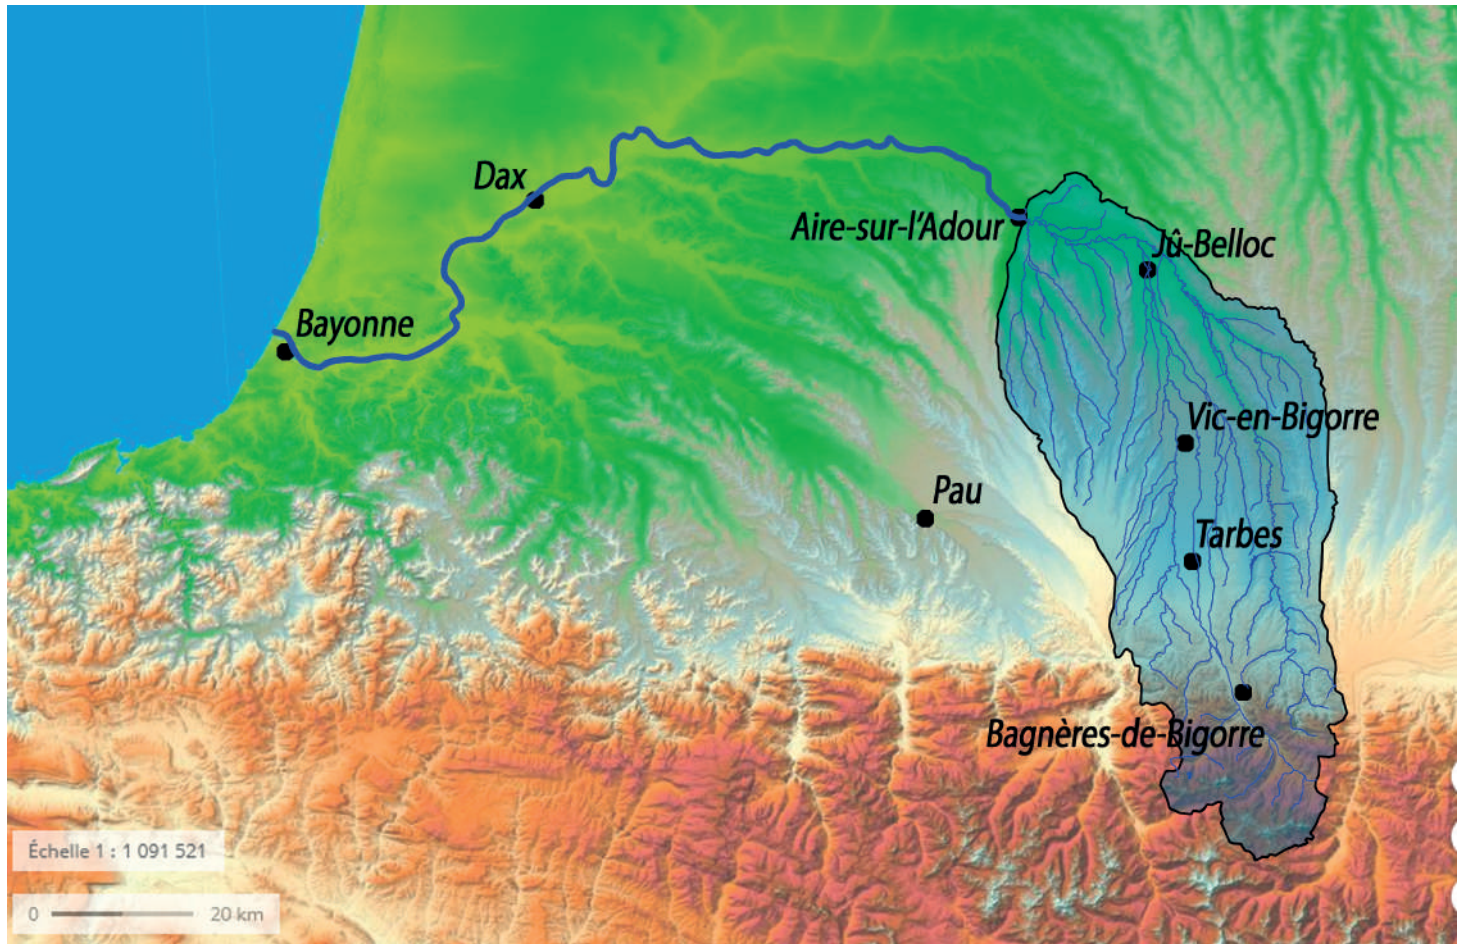 Dax
Aire-sur-l'Adour
Jû-Belloc
Bayonne
Vic-en-Bigorre
Pau
Tarbes
Bagnères-de-Bigorre
Échelle 1 : 1 091 521
0 20 km